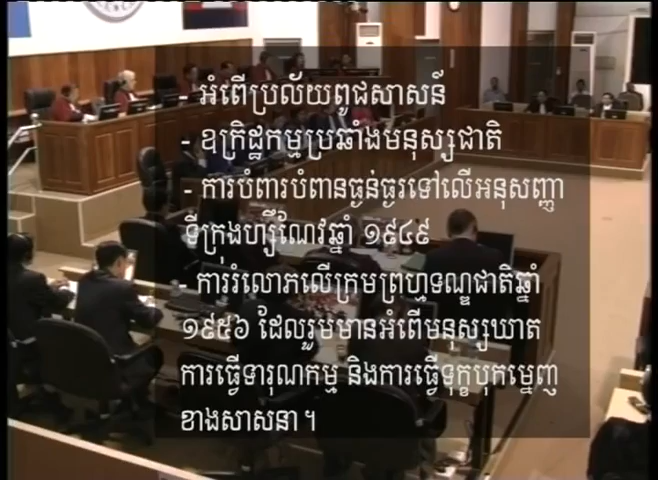 - អំពើប្រល័យពូជសាសន៍
- ឧក្រិដ្ឋកម្មប្រឆាំងមនុស្សជាតិ
- ការបំពារបំពានធ្ងន់ធ្ងរទៅលើអនុសញ្ញា
ទីក្រុងហ្សឺណែវឆ្នាំ ១៩៤៩
- ការរំលោភលើក្រមព្រហ្មទណ្ឌជាតិឆ្នាំ
១៩៥៦ ដែលរួមមានអំពើមនុស្សឃាត
ការធ្វើទារុណកម្ម និងការធ្វើទុក្ខបុកម្នេញ
ខាងសាសនា។